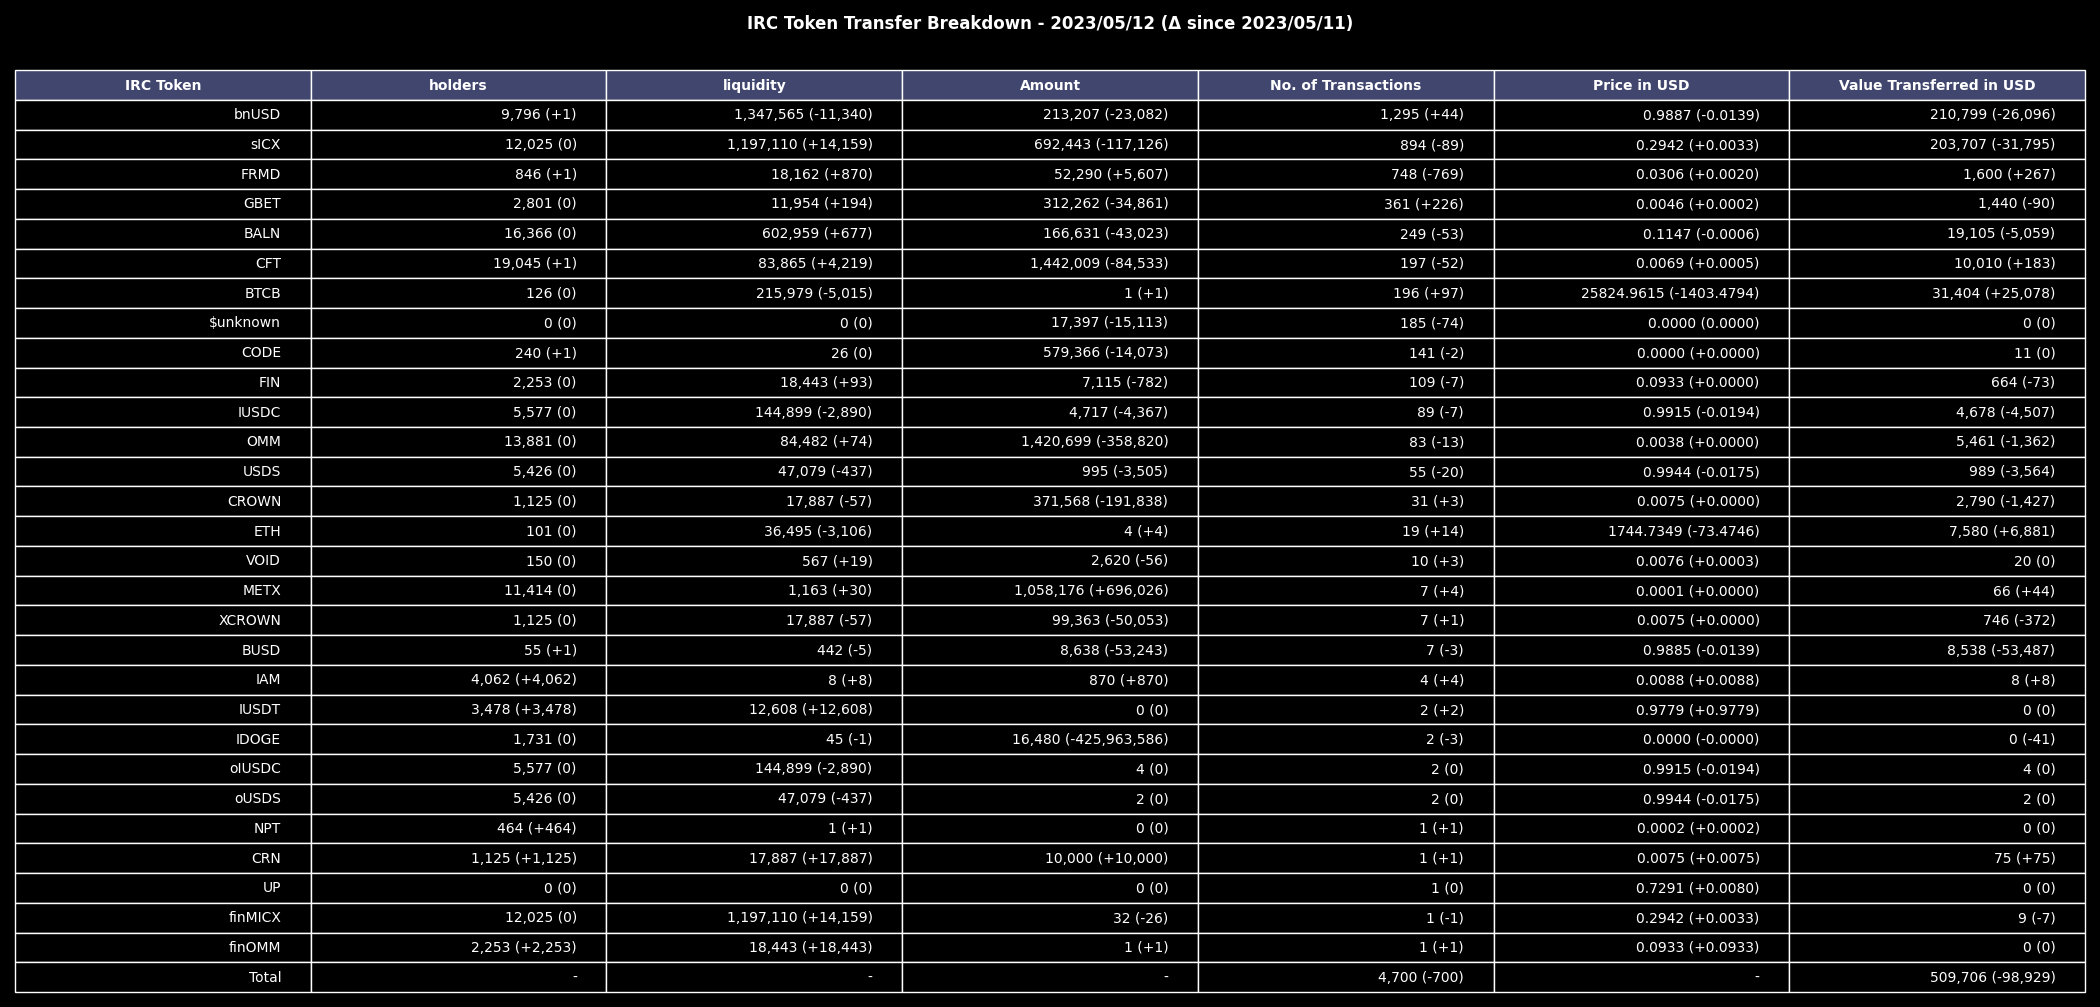 IRC Token Transfer Breakdown - 2023/05/12 (Δ since 2023/05/11)
IRC Token holders liquidity Amount No. of Transactions Price in USD Value Transferred in USD
bnUSD 9,796 (+1) 1,347,565 (-11,340) 213,207 (-23,082) 1,295 (+44) 0.9887 (-0.0139) 210,799 (-26,096)
sICX 12,025 (0) 1,197,110 (+14,159) 692,443 (-117,126) 894 (-89) 0.2942 (+0.0033) 203,707 (-31,795)
FRMD 846 (+1) 18,162 (+870) 52,290 (+5,607) 748 (-769) 0.0306 (+0.0020) 1,600 (+267)
GBET 2,801 (0) 11,954 (+194) 312,262 (-34,861) 361 (+226) 0.0046 (+0.0002) 1,440 (-90)
BALN 16,366 (0) 602,959 (+677) 166,631 (-43,023) 249 (-53) 0.1147 (-0.0006) 19,105 (-5,059)
CFT 19,045 (+1) 83,865 (+4,219) 1,442,009 (-84,533) 197 (-52) 0.0069 (+0.0005) 10,010 (+183)
BTCB 126 (0) 215,979 (-5,015) 1 (+1) 196 (+97) 25824.9615 (-1403.4794) 31,404 (+25,078)
$unknown 0 (0) 0 (0) 17,397 (-15,113) 185 (-74) 0.0000 (0.0000) 0 (0)
CODE 240 (+1) 26 (0) 579,366 (-14,073) 141 (-2) 0.0000 (+0.0000) 11 (0)
FIN 2,253 (0) 18,443 (+93) 7,115 (-782) 109 (-7) 0.0933 (+0.0000) 664 (-73)
IUSDC 5,577 (0) 144,899 (-2,890) 4,717 (-4,367) 89 (-7) 0.9915 (-0.0194) 4,678 (-4,507)
OMM 13,881 (0) 84,482 (+74) 1,420,699 (-358,820) 83 (-13) 0.0038 (+0.0000) 5,461 (-1,362)
USDS 5,426 (0) 47,079 (-437) 995 (-3,505) 55 (-20) 0.9944 (-0.0175) 989 (-3,564)
CROWN 1,125 (0) 17,887 (-57) 371,568 (-191,838) 31 (+3) 0.0075 (+0.0000) 2,790 (-1,427)
ETH 101 (0) 36,495 (-3,106) 4 (+4) 19 (+14) 1744.7349 (-73.4746) 7,580 (+6,881)
VOID 150 (0) 567 (+19) 2,620 (-56) 10 (+3) 0.0076 (+0.0003) 20 (0)
METX 11,414 (0) 1,163 (+30) 1,058,176 (+696,026) 7 (+4) 0.0001 (+0.0000) 66 (+44)
XCROWN 1,125 (0) 17,887 (-57) 99,363 (-50,053) 7 (+1) 0.0075 (+0.0000) 746 (-372)
BUSD 55 (+1) 442 (-5) 8,638 (-53,243) 7 (-3) 0.9885 (-0.0139) 8,538 (-53,487)
IAM 4,062 (+4,062) 8 (+8) 870 (+870) 4 (+4) 0.0088 (+0.0088) 8 (+8)
IUSDT 3,478 (+3,478) 12,608 (+12,608) 0 (0) 2 (+2) 0.9779 (+0.9779) 0 (0)
IDOGE 1,731 (0) 45 (-1) 16,480 (-425,963,586) 2 (-3) 0.0000 (-0.0000) 0 (-41)
oIUSDC 5,577 (0) 144,899 (-2,890) 4 (0) 2 (0) 0.9915 (-0.0194) 4 (0)
oUSDS 5,426 (0) 47,079 (-437) 2 (0) 2 (0) 0.9944 (-0.0175) 2 (0)
NPT 464 (+464) 1 (+1) 0 (0) 1 (+1) 0.0002 (+0.0002) 0 (0)
CRN 1,125 (+1,125) 17,887 (+17,887) 10,000 (+10,000) 1 (+1) 0.0075 (+0.0075) 75 (+75)
UP 0 (0) 0 (0) 0 (0) 1 (0) 0.7291 (+0.0080) 0 (0)
finMICX 12,025 (0) 1,197,110 (+14,159) 32 (-26) 1 (-1) 0.2942 (+0.0033) 9 (-7)
finOMM 2,253 (+2,253) 18,443 (+18,443) 1 (+1) 1 (+1) 0.0933 (+0.0933) 0 (0)
Total - - - 4,700 (-700) - 509,706 (-98,929)